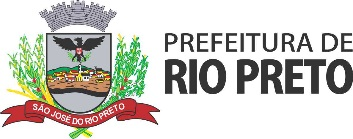 PREFEITURA DE
RIO PRETO
SÃO JOSÉ DO RIO PRETO